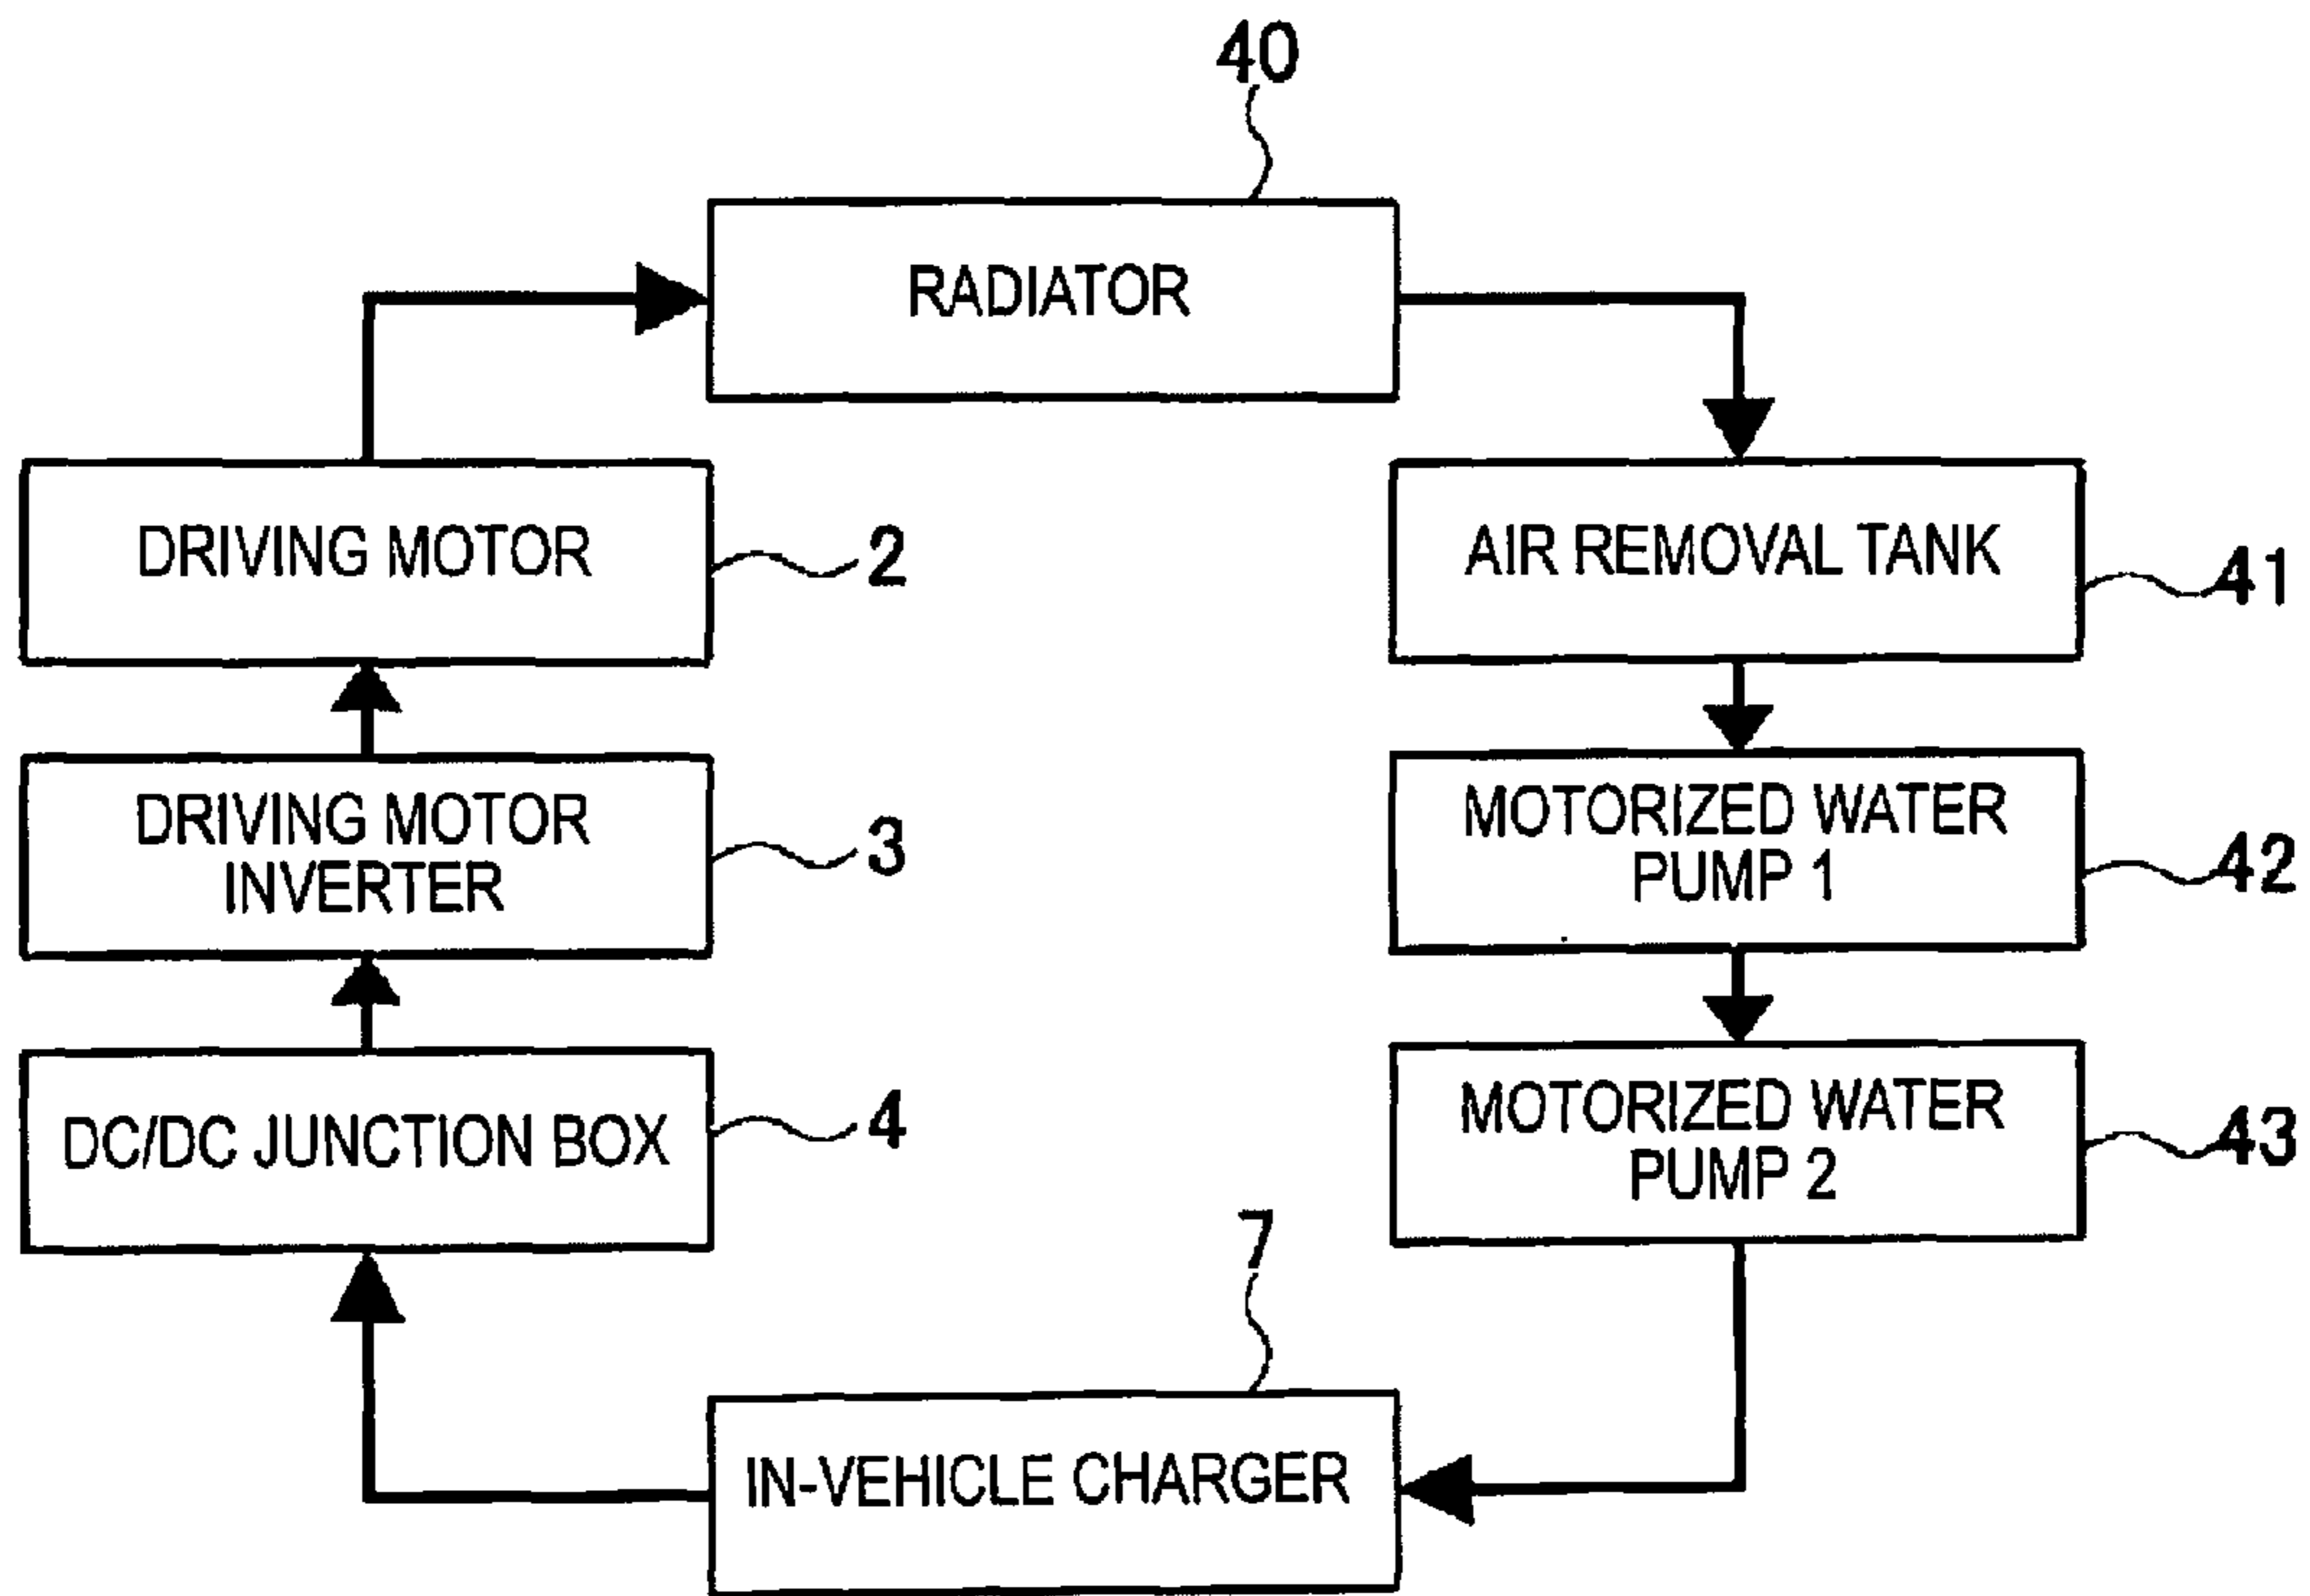 40
RADIATOR
DRIVING MOTOR
2
AIR REMOVAL TANK
41
DRIVING MOTOR
INVERTER
3
MOTORIZED WATER
PUMP 1
42
DC/DC JUNCTION BOX
4
MOTORIZED WATER
PUMP 2
43
7
IN-VEHICLE CHARGER